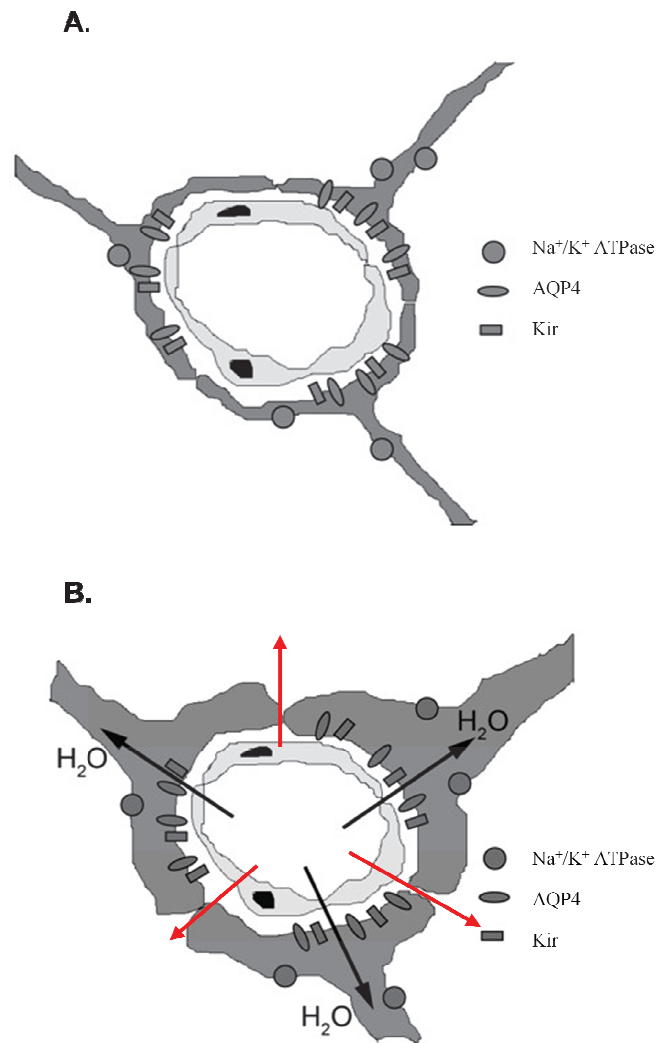 A.
Na⁺/K⁺ ATPase
AQP4
Kir
B.
H₂O
H₂O
Na⁺/K⁺ ATPase
AQP4
Kir
H₂O